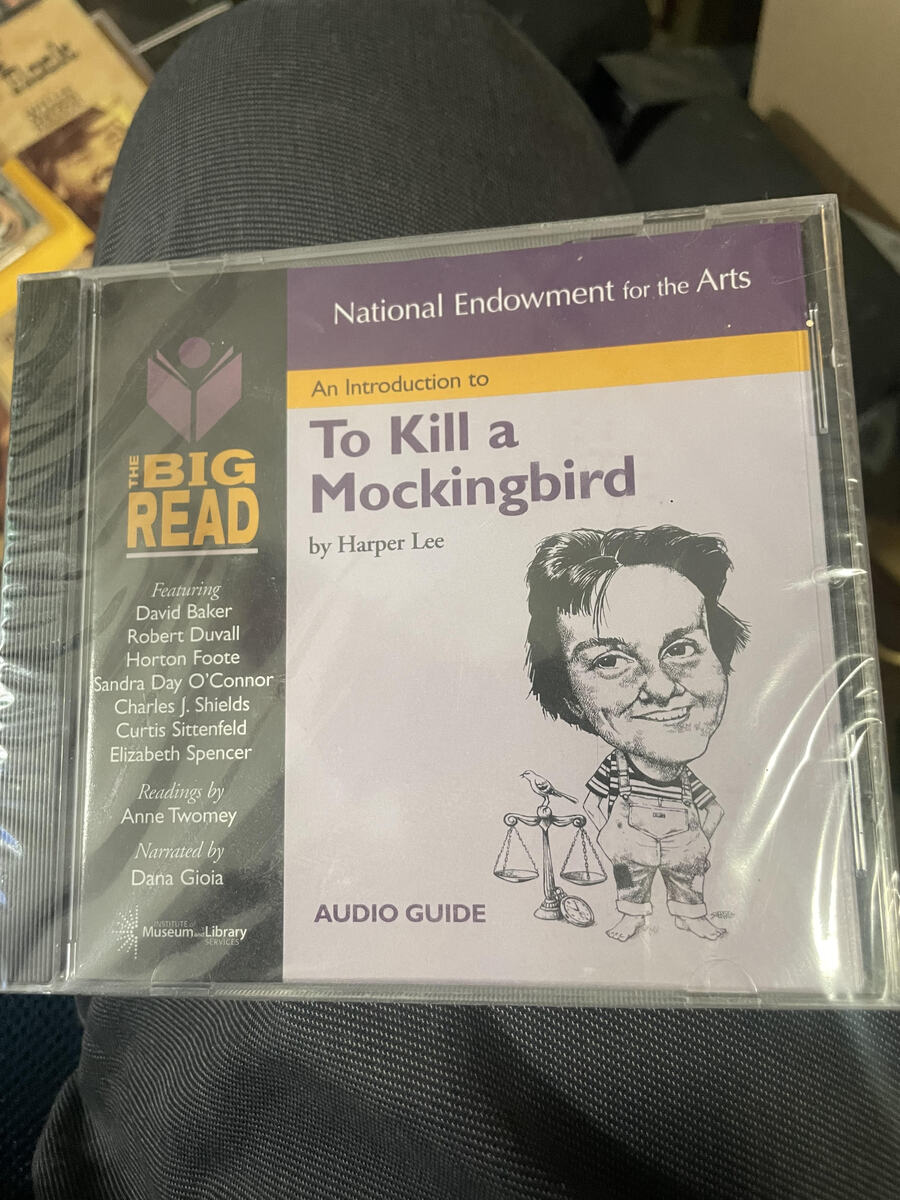 National Endowment for the Arts
An Introduction to
To Kill a
Mockingbird
by Harper Lee
AUDIO GUIDE
THE
BIG
READ
Featuring
David Baker
Robert Duvall
Horton Foote
Sandra Day O'Connor
Charles J. Shields
Curtis Sittenfeld
Elizabeth Spencer
Readings by
Anne Twomey
Narrated by
Dana Gioia
INSTITUTE of
Museum and Library
SERVICES